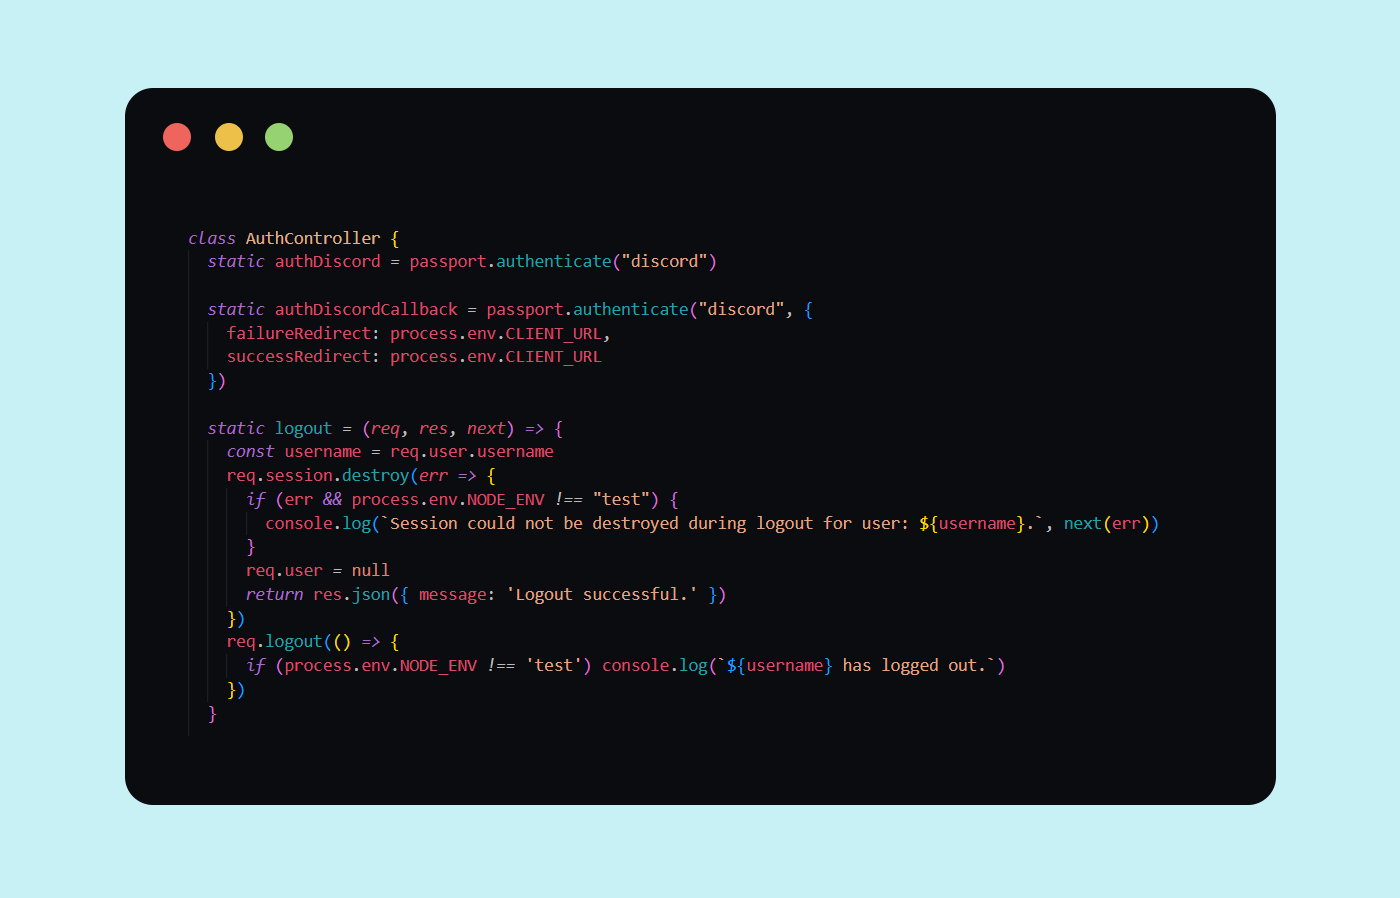 class AuthController {
  static authDiscord = passport.authenticate("discord")

  static authDiscordCallback = passport.authenticate("discord", {
    failureRedirect: process.env.CLIENT_URL,
    successRedirect: process.env.CLIENT_URL
  })

  static logout = (req, res, next) => {
    const username = req.user.username
    req.session.destroy(err => {
      if (err && process.env.NODE_ENV !== "test") {
        console.log(`Session could not be destroyed during logout for user: ${username}.`, next(err))
      }
      req.user = null
      return res.json({ message: 'Logout successful.' })
    })
    req.logout(() => {
      if (process.env.NODE_ENV !== 'test') console.log(`${username} has logged out.`)
    })
  }